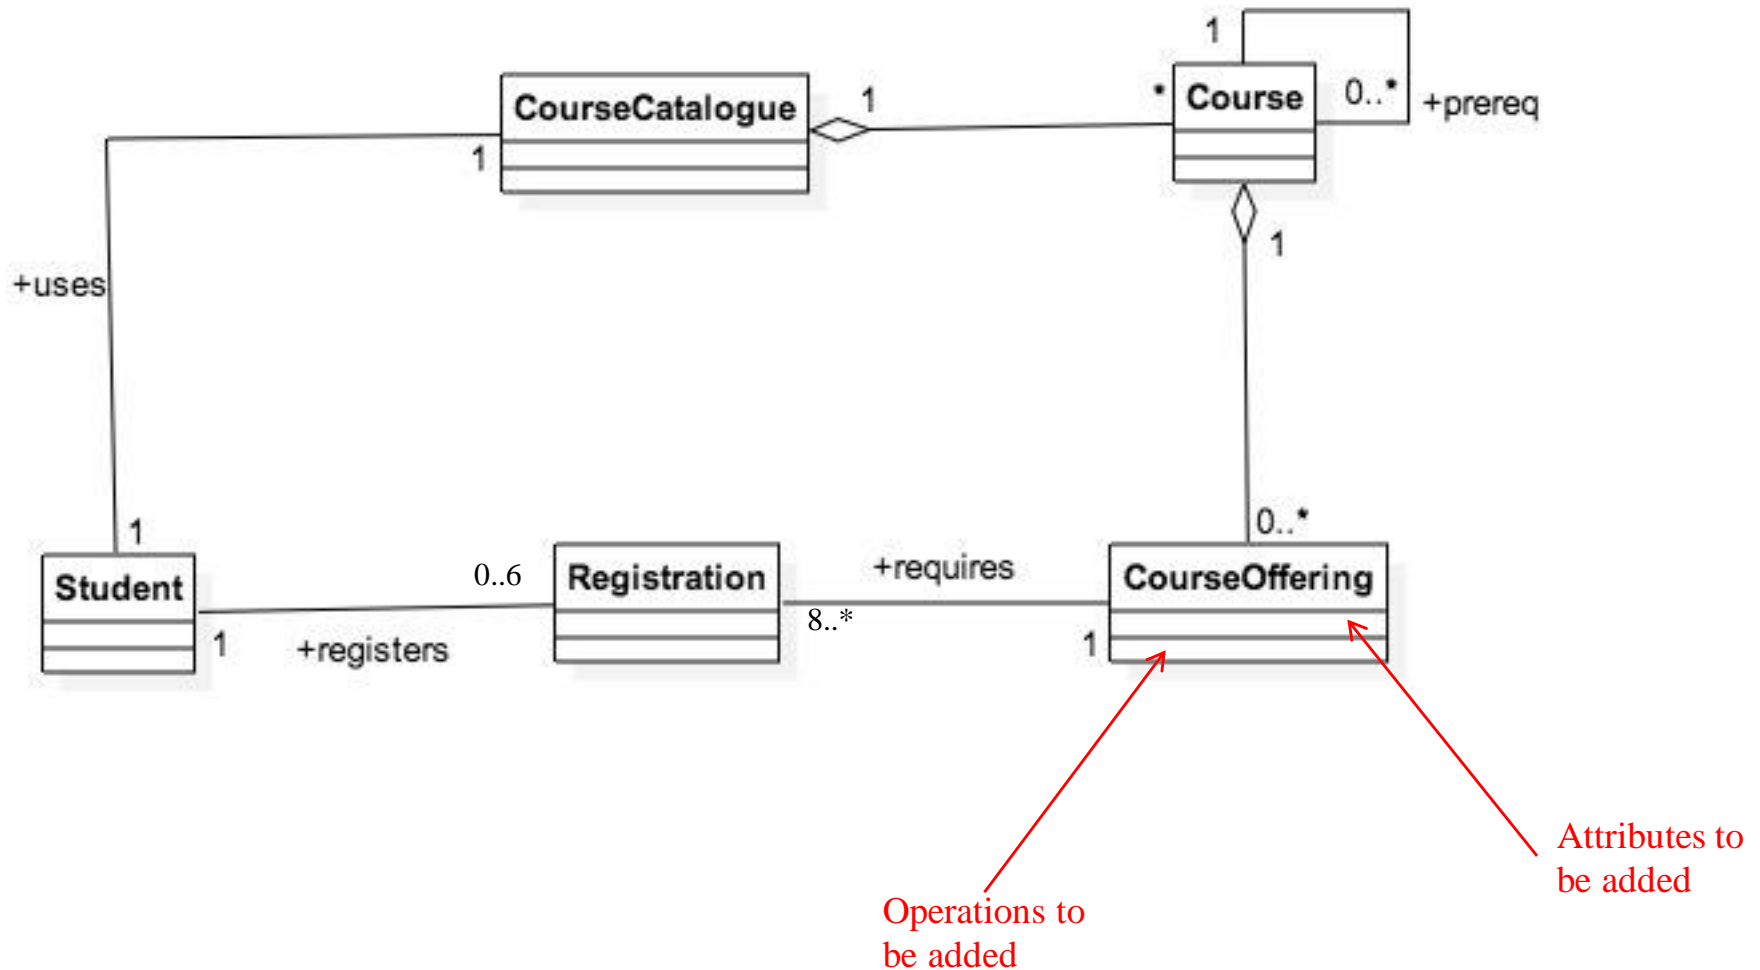 1
CourseCatalogue
1
*
Course
0..*
+prereq
1
1
+uses
1
0..*
Student
0..6
Registration
+requires
CourseOffering
1
+registers
8..*
1
Attributes to
be added
Operations to
be added